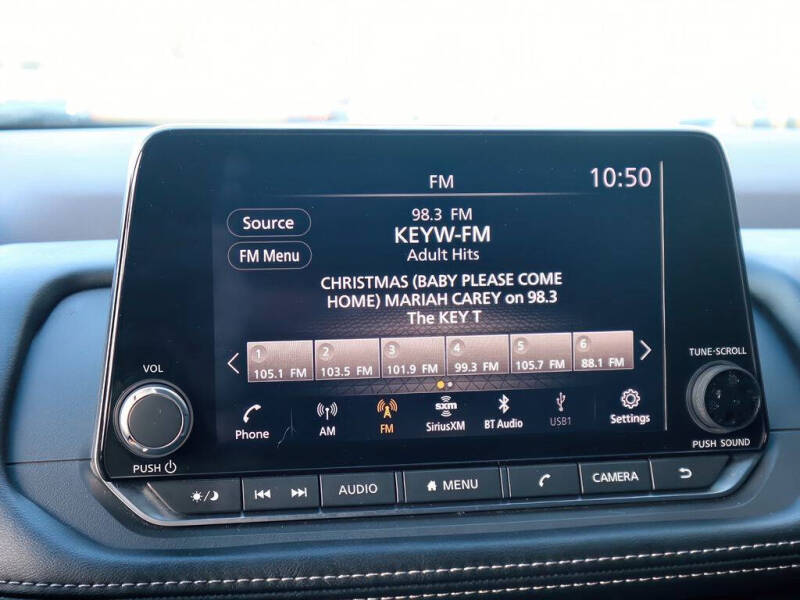 FM
10:50
Source
98.3 FM
KEYW-FM
FM Menu
Adult Hits
CHRISTMAS (BABY PLEASE COME
HOME) MARIAH CAREY on 98.3
The KEY T
1 2 3 4 5 6
105.1 FM 103.5 FM 101.9 FM 99.3 FM 105.7 FM 88.1 FM
Phone AM FM sxm SiriusXM BT Audio USB1 Settings
VOL
PUSH
TUNE·SCROLL
PUSH SOUND
AUDIO MENU CAMERA